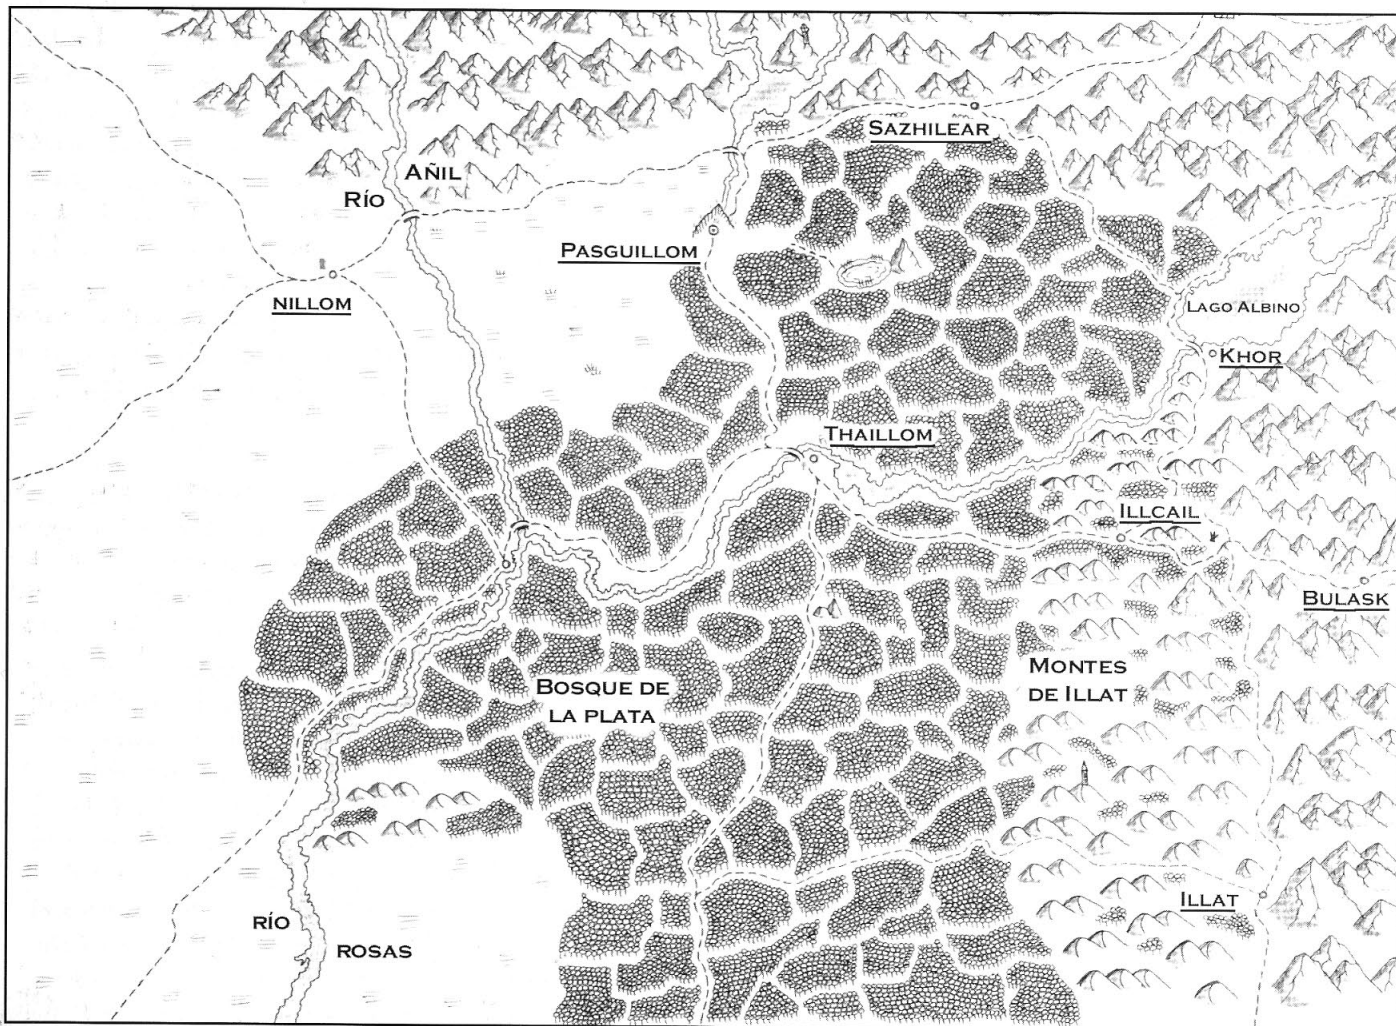 SAZHILEAR
AÑIL
RÍO
PASGUILLOM
NILLOM
LAGO ALBINO
KHOR
THAILLOM
ILLCAIL
BULASK
MONTES
DE ILLAT
BOSQUE DE
LA PLATA
ILLAT
RÍO
ROSAS